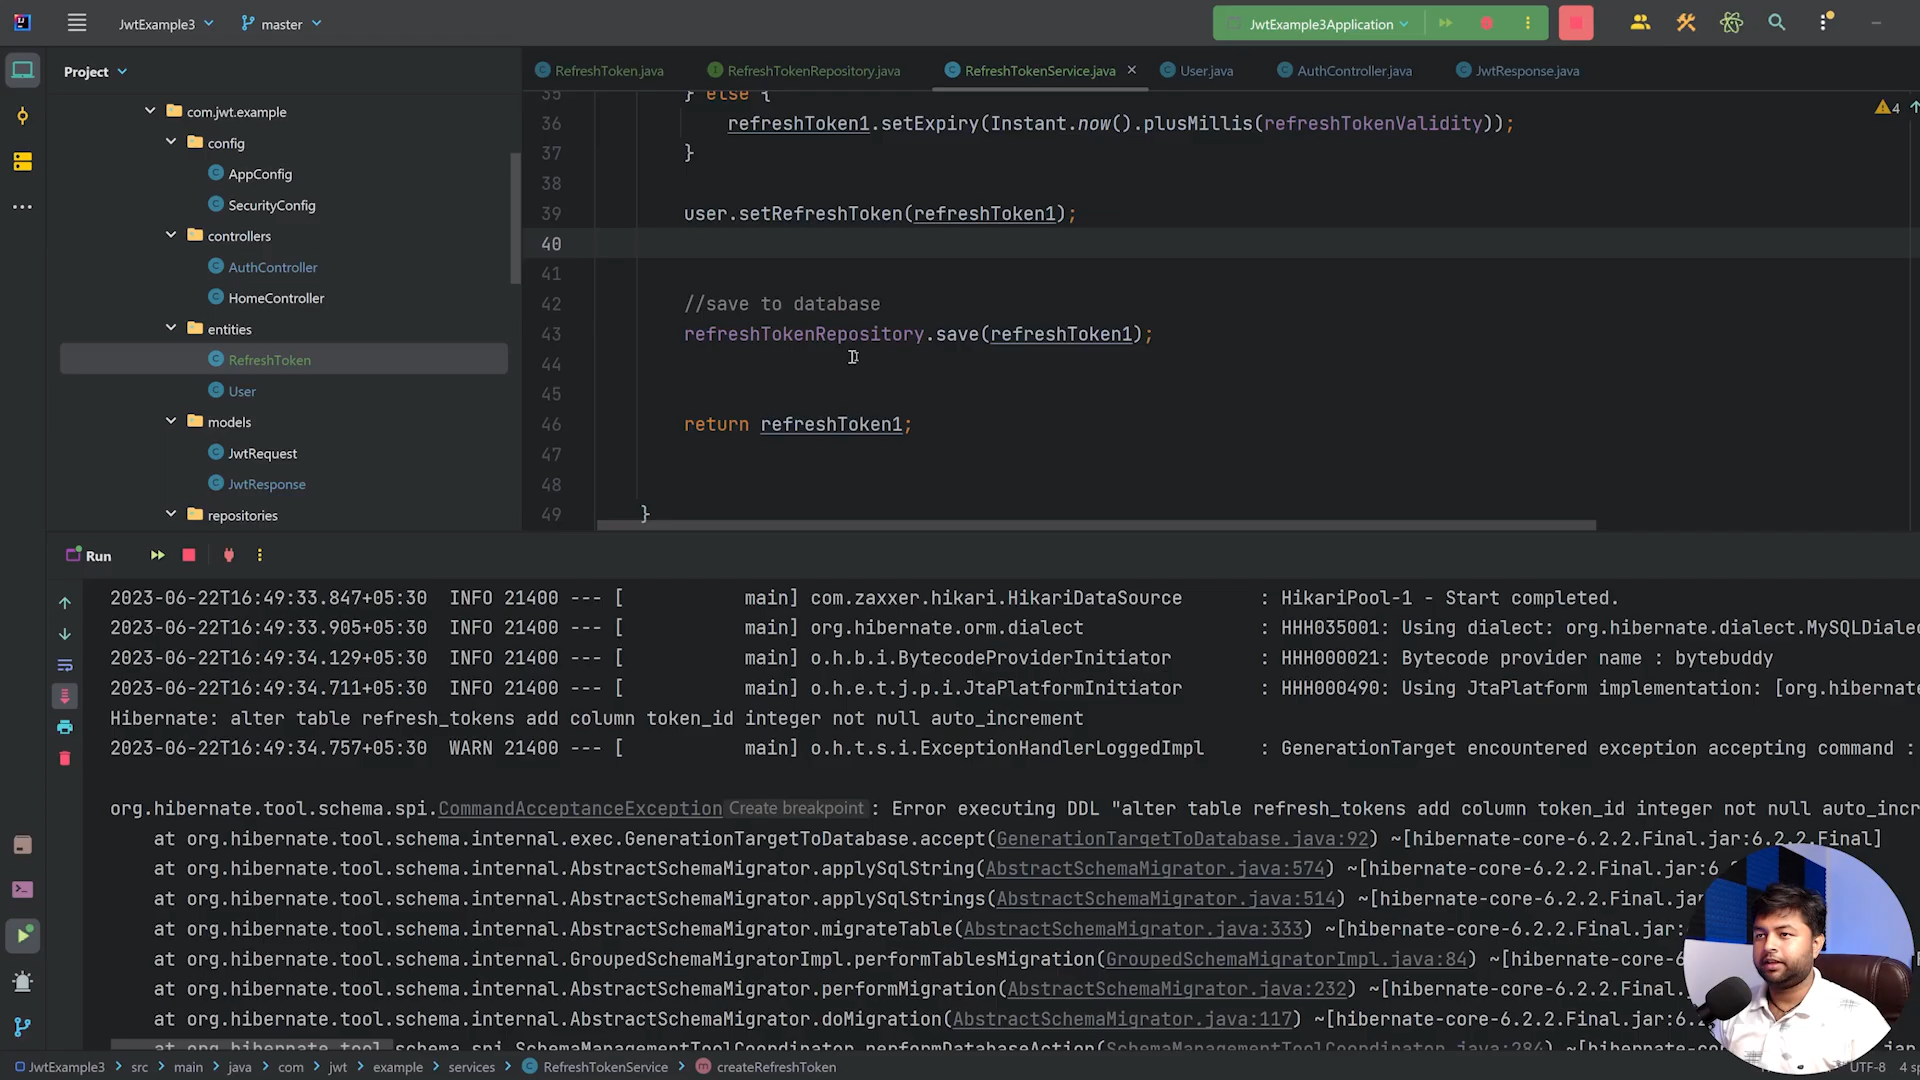 JwtExample3
master
JwtExample3Application
Project
RefreshToken.java
RefreshTokenRepository.java
RefreshTokenService.java
User.java
AuthController.java
JwtResponse.java
com.jwt.example
config
AppConfig
SecurityConfig
controllers
AuthController
HomeController
entities
RefreshToken
User
models
JwtRequest
JwtResponse
repositories
4
35 } else {
36 refreshToken1.setExpiry(Instant.now().plusMillis(refreshTokenValidity));
37 }
38
39 user.setRefreshToken(refreshToken1);
40
41
42 //save to database
43 refreshTokenRepository.save(refreshToken1);
44
45
46 return refreshToken1;
47
48
49 }
Run
2023-06-22T16:49:33.847+05:30 INFO 21400 --- [ main] com.zaxxer.hikari.HikariDataSource : HikariPool-1 - Start completed.
2023-06-22T16:49:33.905+05:30 INFO 21400 --- [ main] org.hibernate.orm.dialect : HHH035001: Using dialect: org.hibernate.dialect.MySQLDialec
2023-06-22T16:49:34.129+05:30 INFO 21400 --- [ main] o.h.b.i.BytecodeProviderInitiator : HHH000021: Bytecode provider name : bytebuddy
2023-06-22T16:49:34.711+05:30 INFO 21400 --- [ main] o.h.e.t.j.p.i.JtaPlatformInitiator : HHH000490: Using JtaPlatform implementation: [org.hibernate
Hibernate: alter table refresh_tokens add column token_id integer not null auto_increment
2023-06-22T16:49:34.757+05:30 WARN 21400 --- [ main] o.h.t.s.i.ExceptionHandlerLoggedImpl : GenerationTarget encountered exception accepting command :
org.hibernate.tool.schema.spi.CommandAcceptanceException Create breakpoint : Error executing DDL "alter table refresh_tokens add column token_id integer not null auto_incr
at org.hibernate.tool.schema.internal.exec.GenerationTargetToDatabase.accept(GenerationTargetToDatabase.java:92) ~[hibernate-core-6.2.2.Final.jar:6.2.2.Final]
at org.hibernate.tool.schema.internal.AbstractSchemaMigrator.applySqlString(AbstractSchemaMigrator.java:574) ~[hibernate-core-6.2.2.Final.jar:6
at org.hibernate.tool.schema.internal.AbstractSchemaMigrator.applySqlStrings(AbstractSchemaMigrator.java:514) ~[hibernate-core-6.2.2.Final.jar
at org.hibernate.tool.schema.internal.AbstractSchemaMigrator.migrateTable(AbstractSchemaMigrator.java:333) ~[hibernate-core-6.2.2.Final.jar:
at org.hibernate.tool.schema.internal.GroupedSchemaMigratorImpl.performTablesMigration(GroupedSchemaMigratorImpl.java:84) ~[hibernate-core-6
at org.hibernate.tool.schema.internal.AbstractSchemaMigrator.performMigration(AbstractSchemaMigrator.java:232) ~[hibernate-core-6.2.2.Final.
at org.hibernate.tool.schema.internal.AbstractSchemaMigrator.doMigration(AbstractSchemaMigrator.java:117) ~[hibernate-core-6.2.2.Final.jar:6.2
at org.hibernate.tool.schema.spi.SchemaManagementToolCoordinator.performDatabaseAction(SchemaManagementToolCoordinator.java:284)
JwtExample3 > src > main > java > com > jwt > example > services > RefreshTokenService > createRefreshToken
UTF-8 4 sp